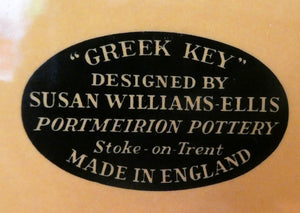 "GREEK KEY"
DESIGNED BY
SUSAN WILLIAMS-ELLIS
PORTMEIRION POTTERY
Stoke-on-Trent
MADE IN ENGLAND